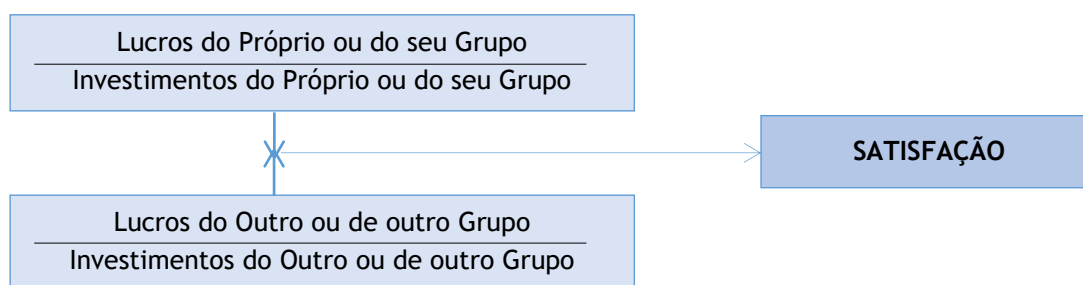 Lucros do Próprio ou do seu Grupo
Investimentos do Próprio ou do seu Grupo
SATISFAÇÃO
Lucros do Outro ou de outro Grupo
Investimentos do Outro ou de outro Grupo